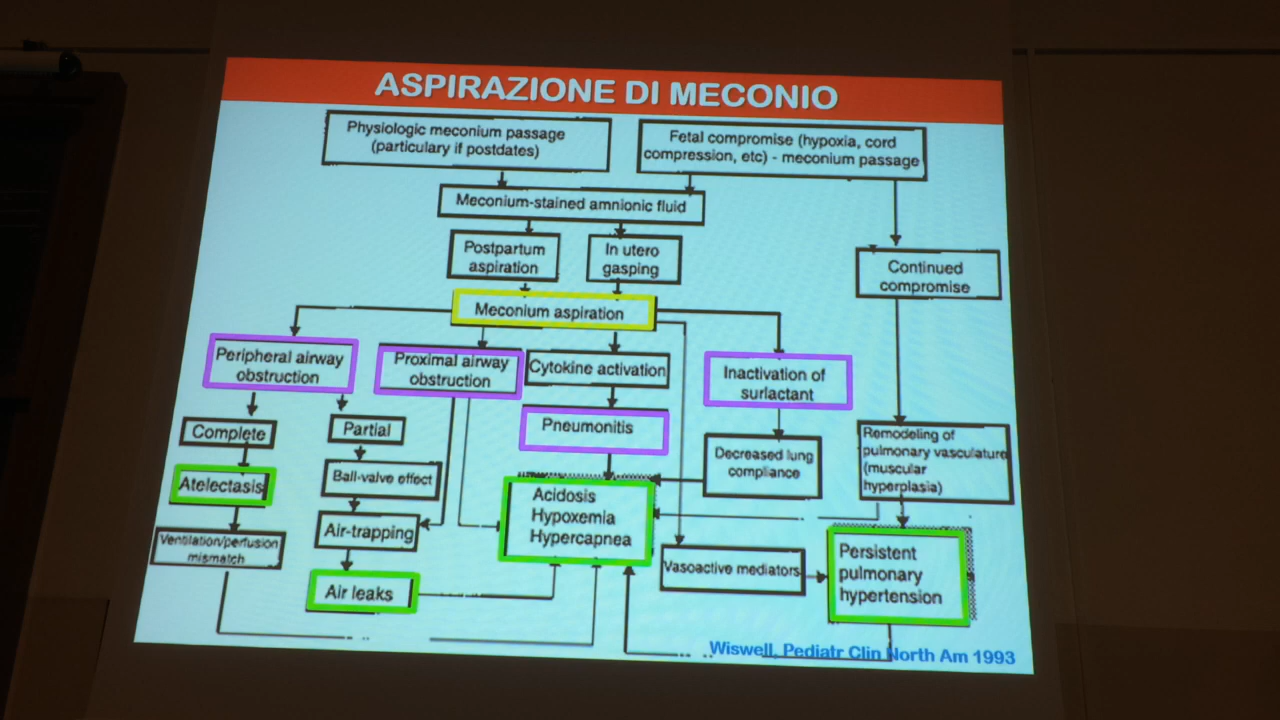 ASPIRAZIONE DI MECONIO
Physiologic meconium passage
(particulary if postdates)
Fetal compromise (hypoxia, cord
compression, etc) - meconium passage
Meconium-stained amnionic fluid
Postpartum
aspiration
In utero
gasping
Continued
compromise
Meconium aspiration
Peripheral airway
obstruction
Proximal airway
obstruction
Cytokine activation
Inactivation of
surlactant
Complete
Partial
Pneumonitis
Remodeling of
pulmonary vasculature
(muscular
hyperplasia)
Decreased lung
compliance
Atelectasis
Ball-valve effect
Acidosis
Hypoxemia
Hypercapnea
Ventilation/perfusion
mismatch
Air-trapping
Vasoactive mediators
Persistent
pulmonary
hypertension
Air leaks
Wiswell, Pediatr Clin North Am 1993